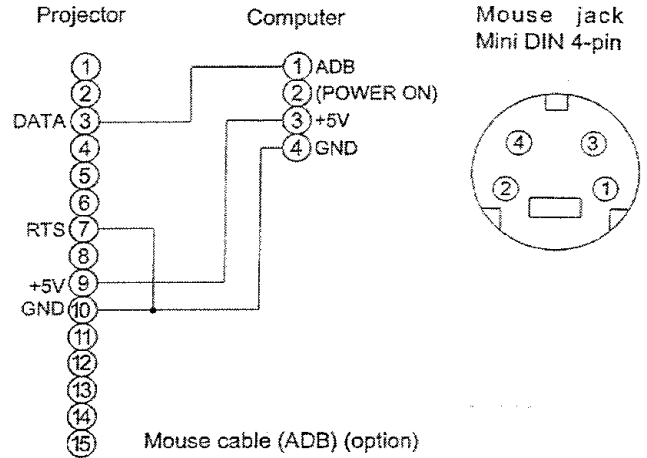 Projector
Computer
Mouse jack
Mini DIN 4-pin
1
1 ADB
2
2 (POWER ON)
DATA 3
3 +5V
4
4 GND
5
6
RTS 7
8
+5V 9
GND 10
11
12
13
14
15
4 3
2 1
Mouse cable (ADB) (option)